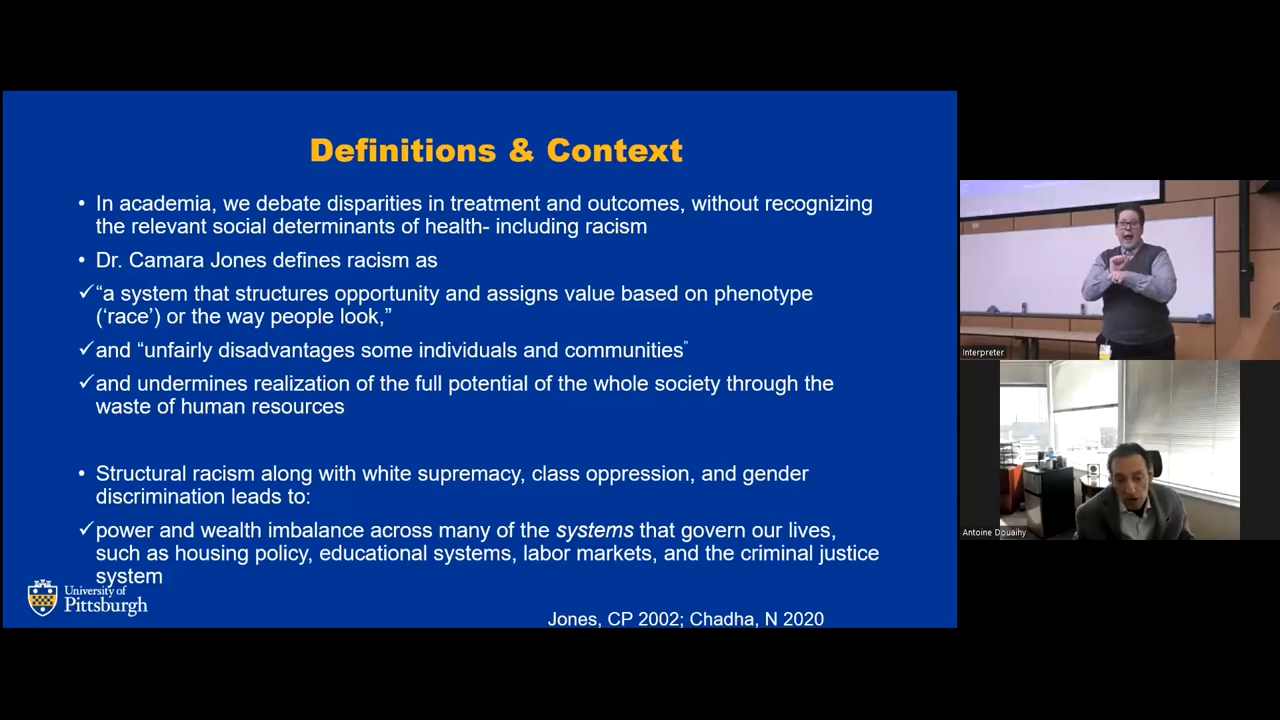 Definitions & Context
• In academia, we debate disparities in treatment and outcomes, without recognizing
the relevant social determinants of health- including racism
• Dr. Camara Jones defines racism as
✓“a system that structures opportunity and assigns value based on phenotype
(‘race’) or the way people look,”
✓and “unfairly disadvantages some individuals and communities”
✓and undermines realization of the full potential of the whole society through the
waste of human resources
• Structural racism along with white supremacy, class oppression, and gender
discrimination leads to:
✓power and wealth imbalance across many of the systems that govern our lives,
such as housing policy, educational systems, labor markets, and the criminal justice
system
University of
Pittsburgh
Jones, CP 2002; Chadha, N 2020
Interpreter
Antoine Douaihy